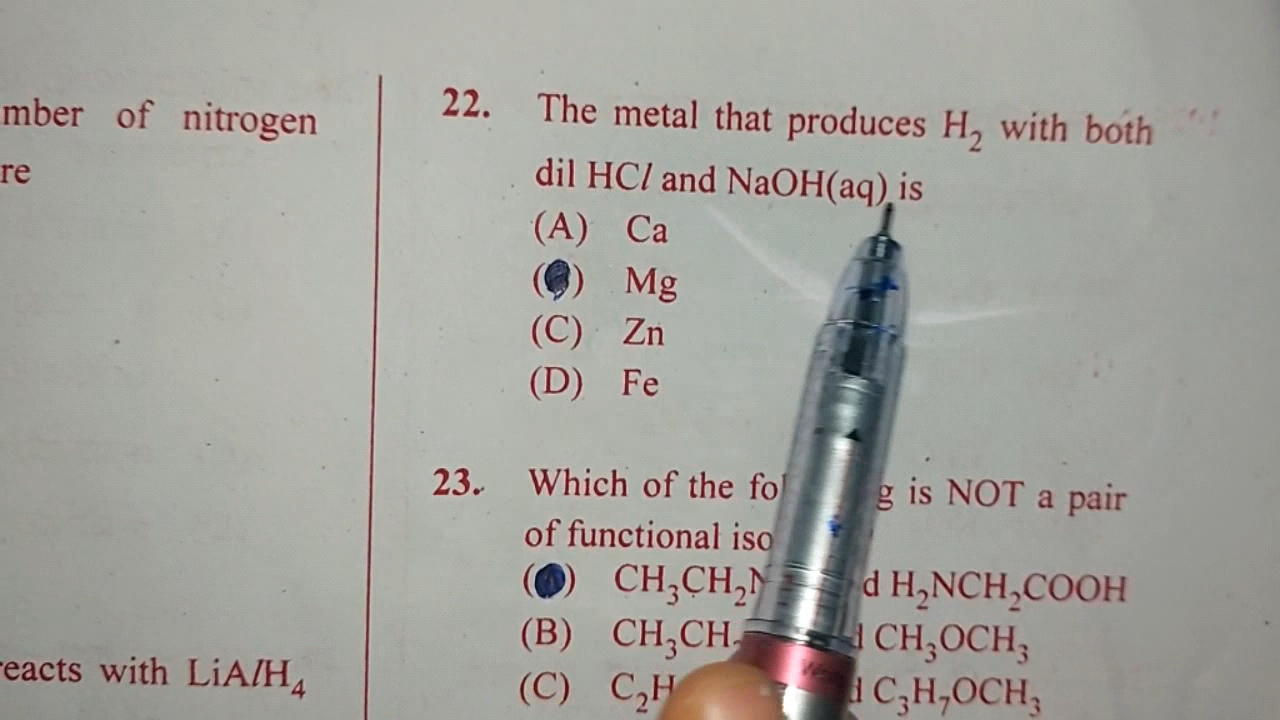 mber of nitrogen
re
reacts with LiAlH₄
22. The metal that produces H₂ with both
dil HCl and NaOH(aq) is
(A) Ca
( ) Mg
(C) Zn
(D) Fe
23. Which of the g is NOT a pair
of functional iso
( ) CH₃CH₂N d H₂NCH₂COOH
(B) CH₃CH CH₃OCH₃
(C) C₂H C₃H₇OCH₃